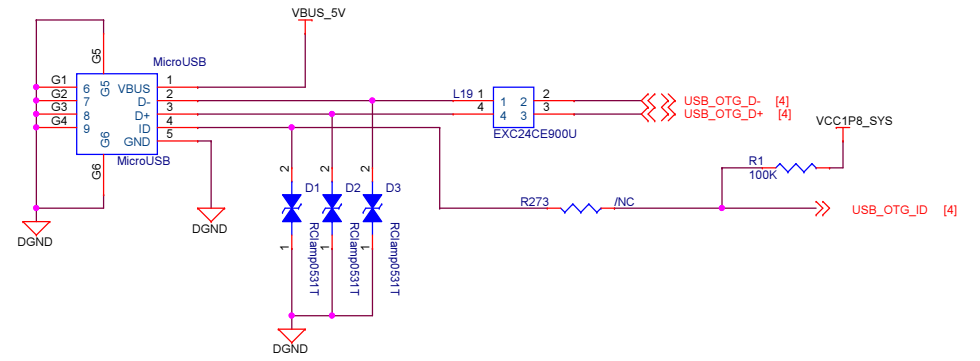 VBUS_5V
G5
MicroUSB
G1
G2
G3
G4
6
7
8
9
G5
G6
VBUS
D-
D+
ID
GND
1
2
3
4
5
MicroUSB
G6
DGND
DGND
L19
1
4
1 2
4 3
2
3
EXC24CE900U
USB_OTG_D- [4]
USB_OTG_D+ [4]
VCC1P8_SYS
R1
100K
R273
/NC
USB_OTG_ID [4]
2
2
2
D1
D2
D3
RClamp0531T
RClamp0531T
RClamp0531T
1
1
1
DGND